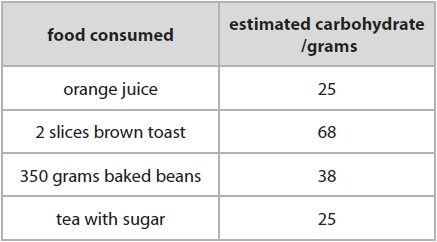 food consumed
estimated carbohydrate
/grams
orange juice
25
2 slices brown toast
68
350 grams baked beans
38
tea with sugar
25